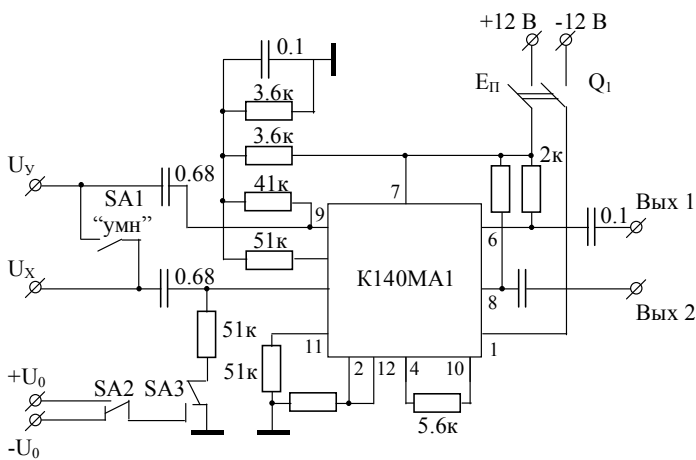 +12 В -12 В
0.1
Eп Q1
3.6к
3.6к
2к
Uу
0.68
41к
7
SA1
9
Вых 1
0.1
“умн”
6
51к
Uх
К140МА1
0.68
8
Вых 2
51к
11
1
51к
2 12 4 10
+U0
SA2 SA3
-U0
5.6к